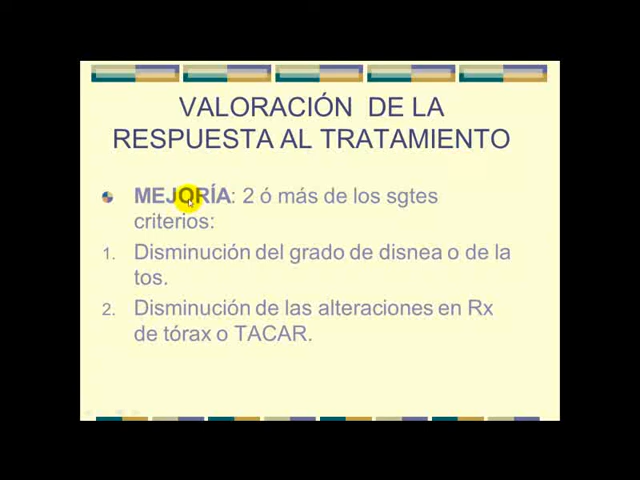 VALORACIÓN DE LA
RESPUESTA AL TRATAMIENTO
MEJORÍA: 2 ó más de los sgtes
criterios:
1. Disminución del grado de disnea o de la
tos.
2. Disminución de las alteraciones en Rx
de tórax o TACAR.